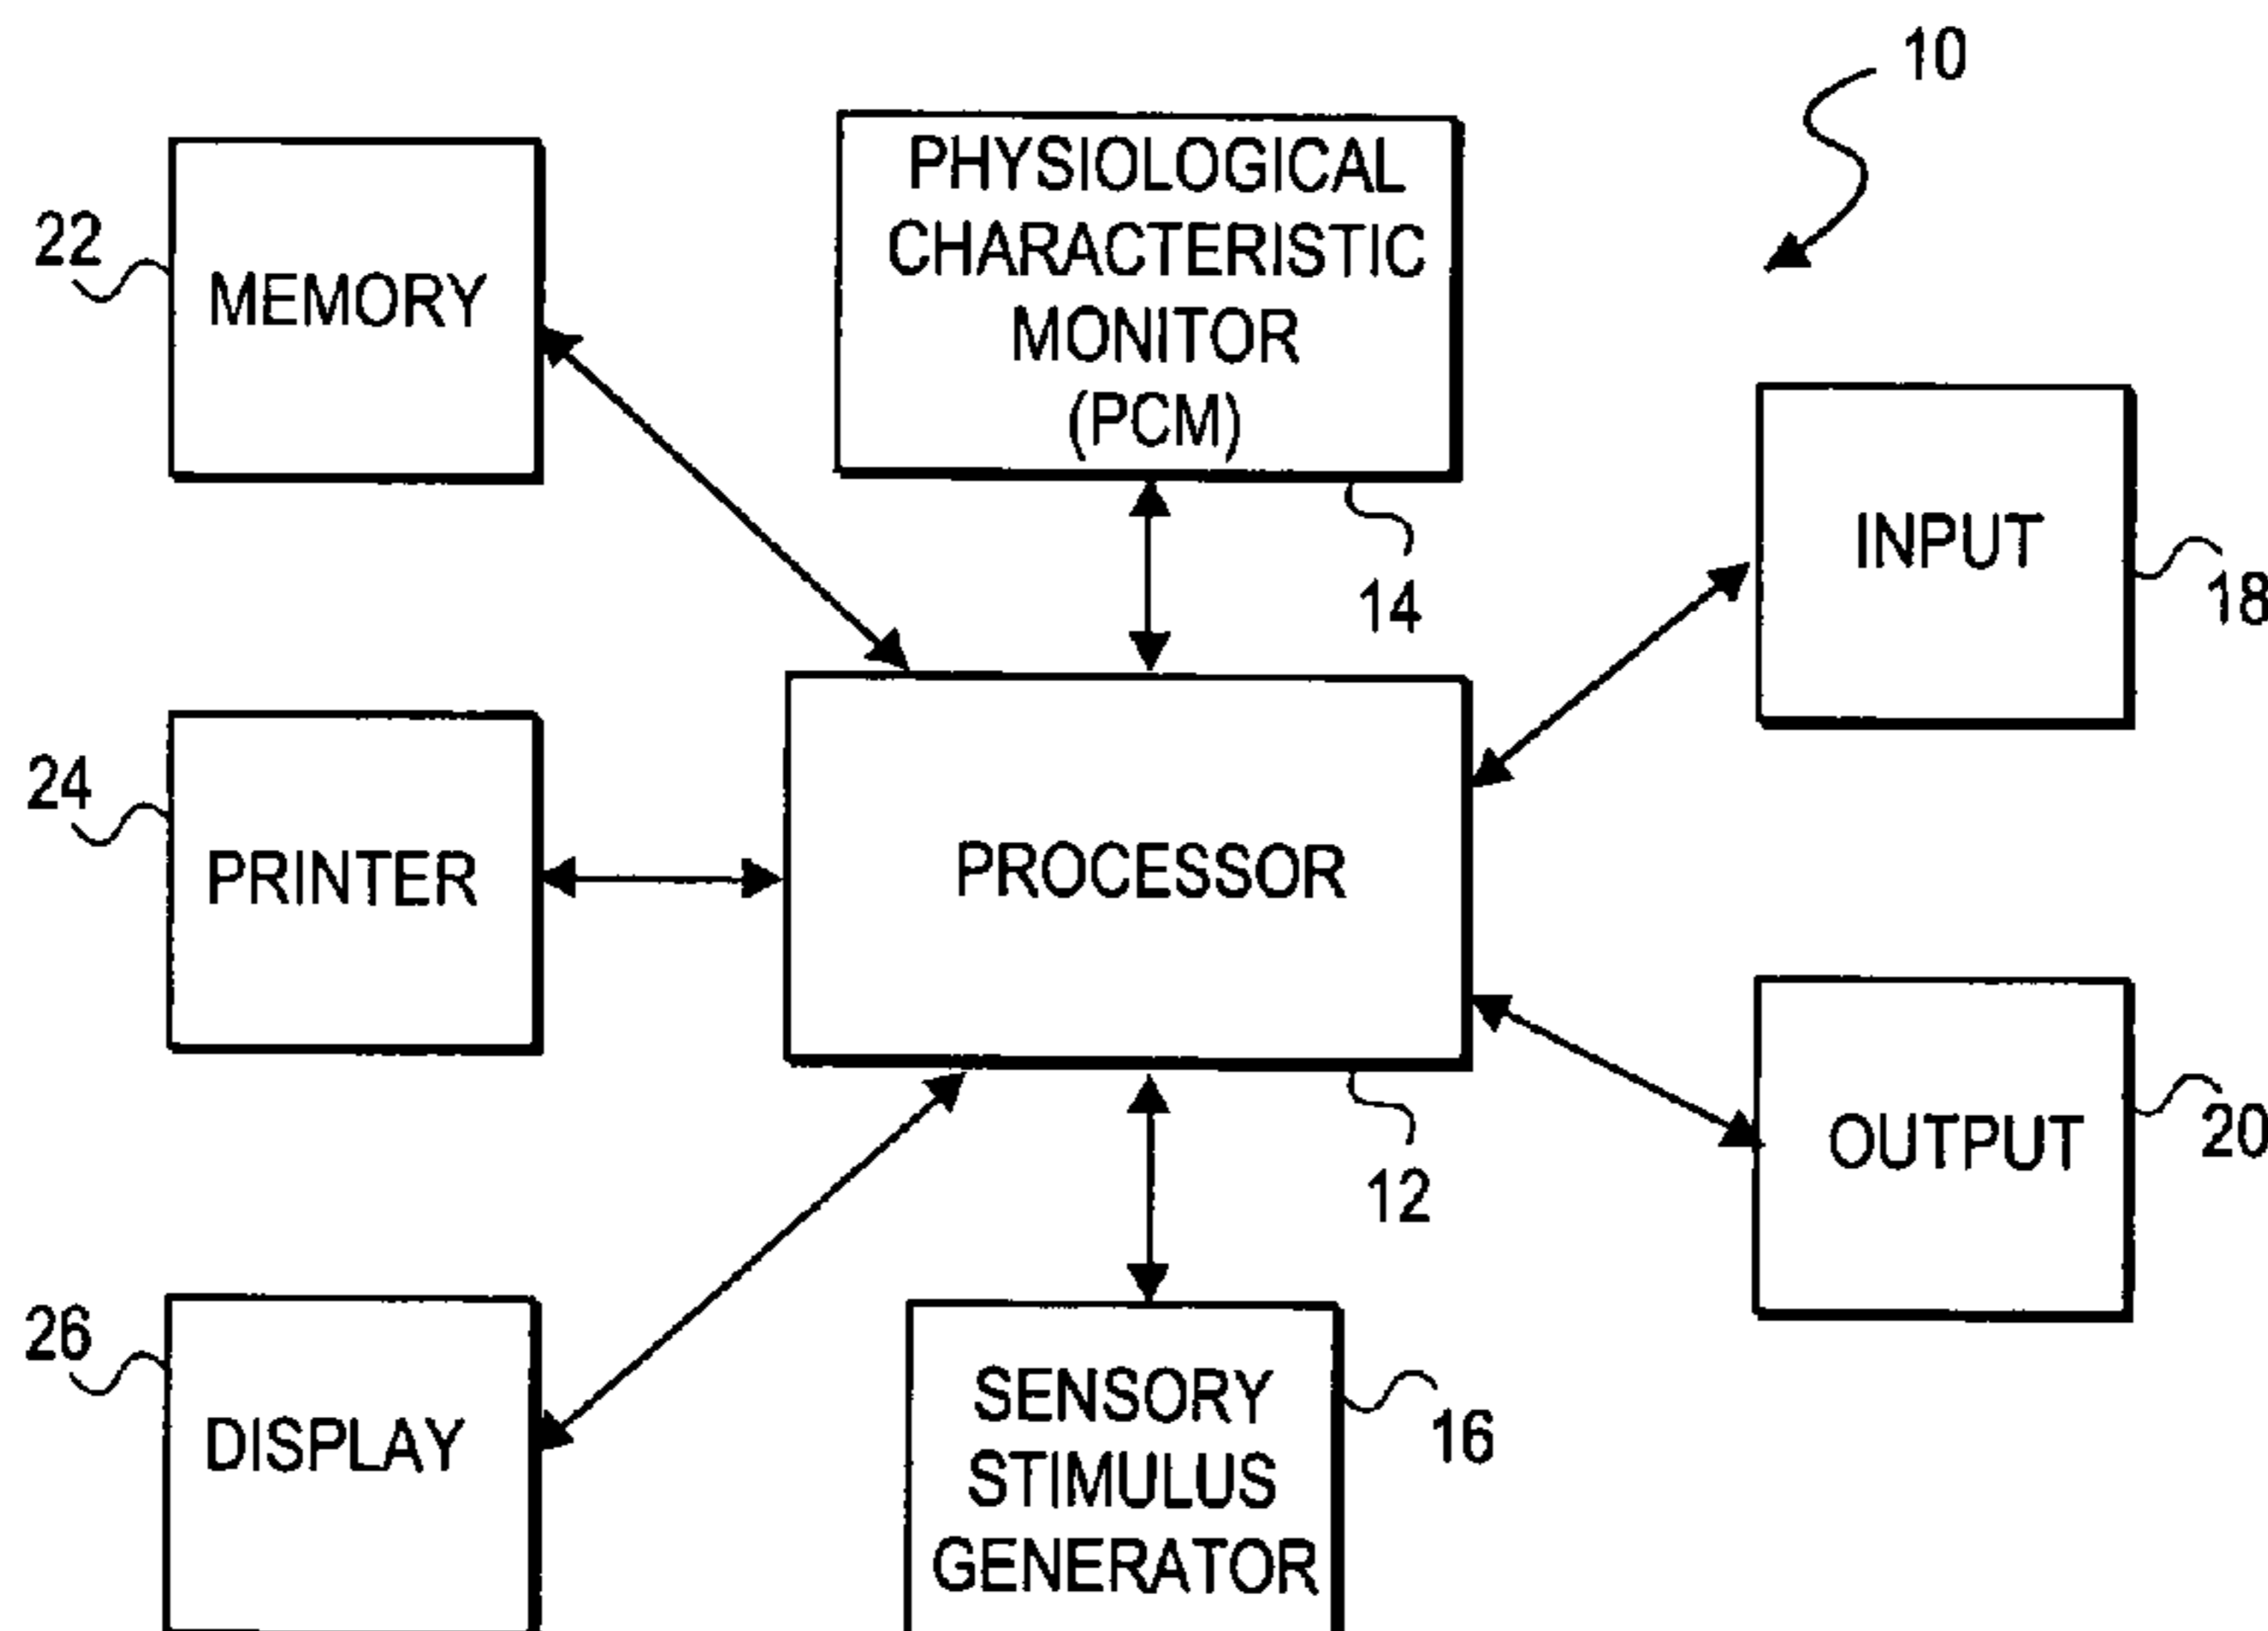 10
PHYSIOLOGICAL
CHARACTERISTIC
MONITOR
(PCM)
22
MEMORY
INPUT
14
18
24
PRINTER
PROCESSOR
12
OUTPUT
20
26
DISPLAY
SENSORY
STIMULUS
GENERATOR
16